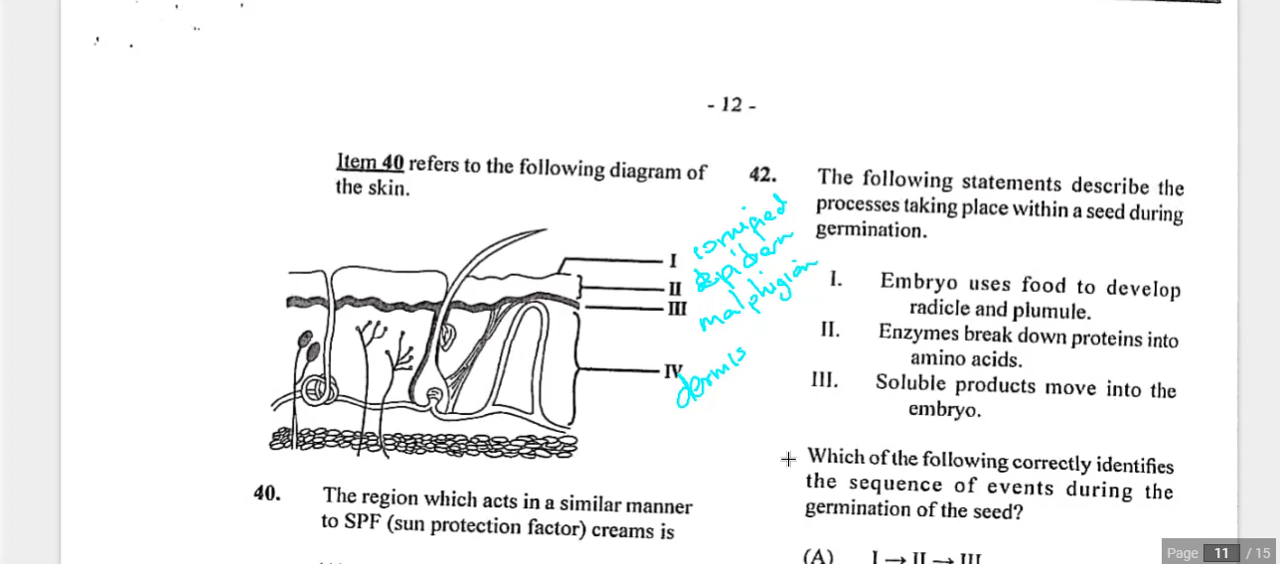 - 12 -
Item 40 refers to the following diagram of
the skin.
I
II
III
IV
cornified
malphigian
dermis
40. The region which acts in a similar manner
to SPF (sun protection factor) creams is
42. The following statements describe the
processes taking place within a seed during
germination.
I. Embryo uses food to develop
radicle and plumule.
II. Enzymes break down proteins into
amino acids.
III. Soluble products move into the
embryo.
Which of the following correctly identifies
the sequence of events during the
germination of the seed?
(A) I → II → III
Page 11 / 15